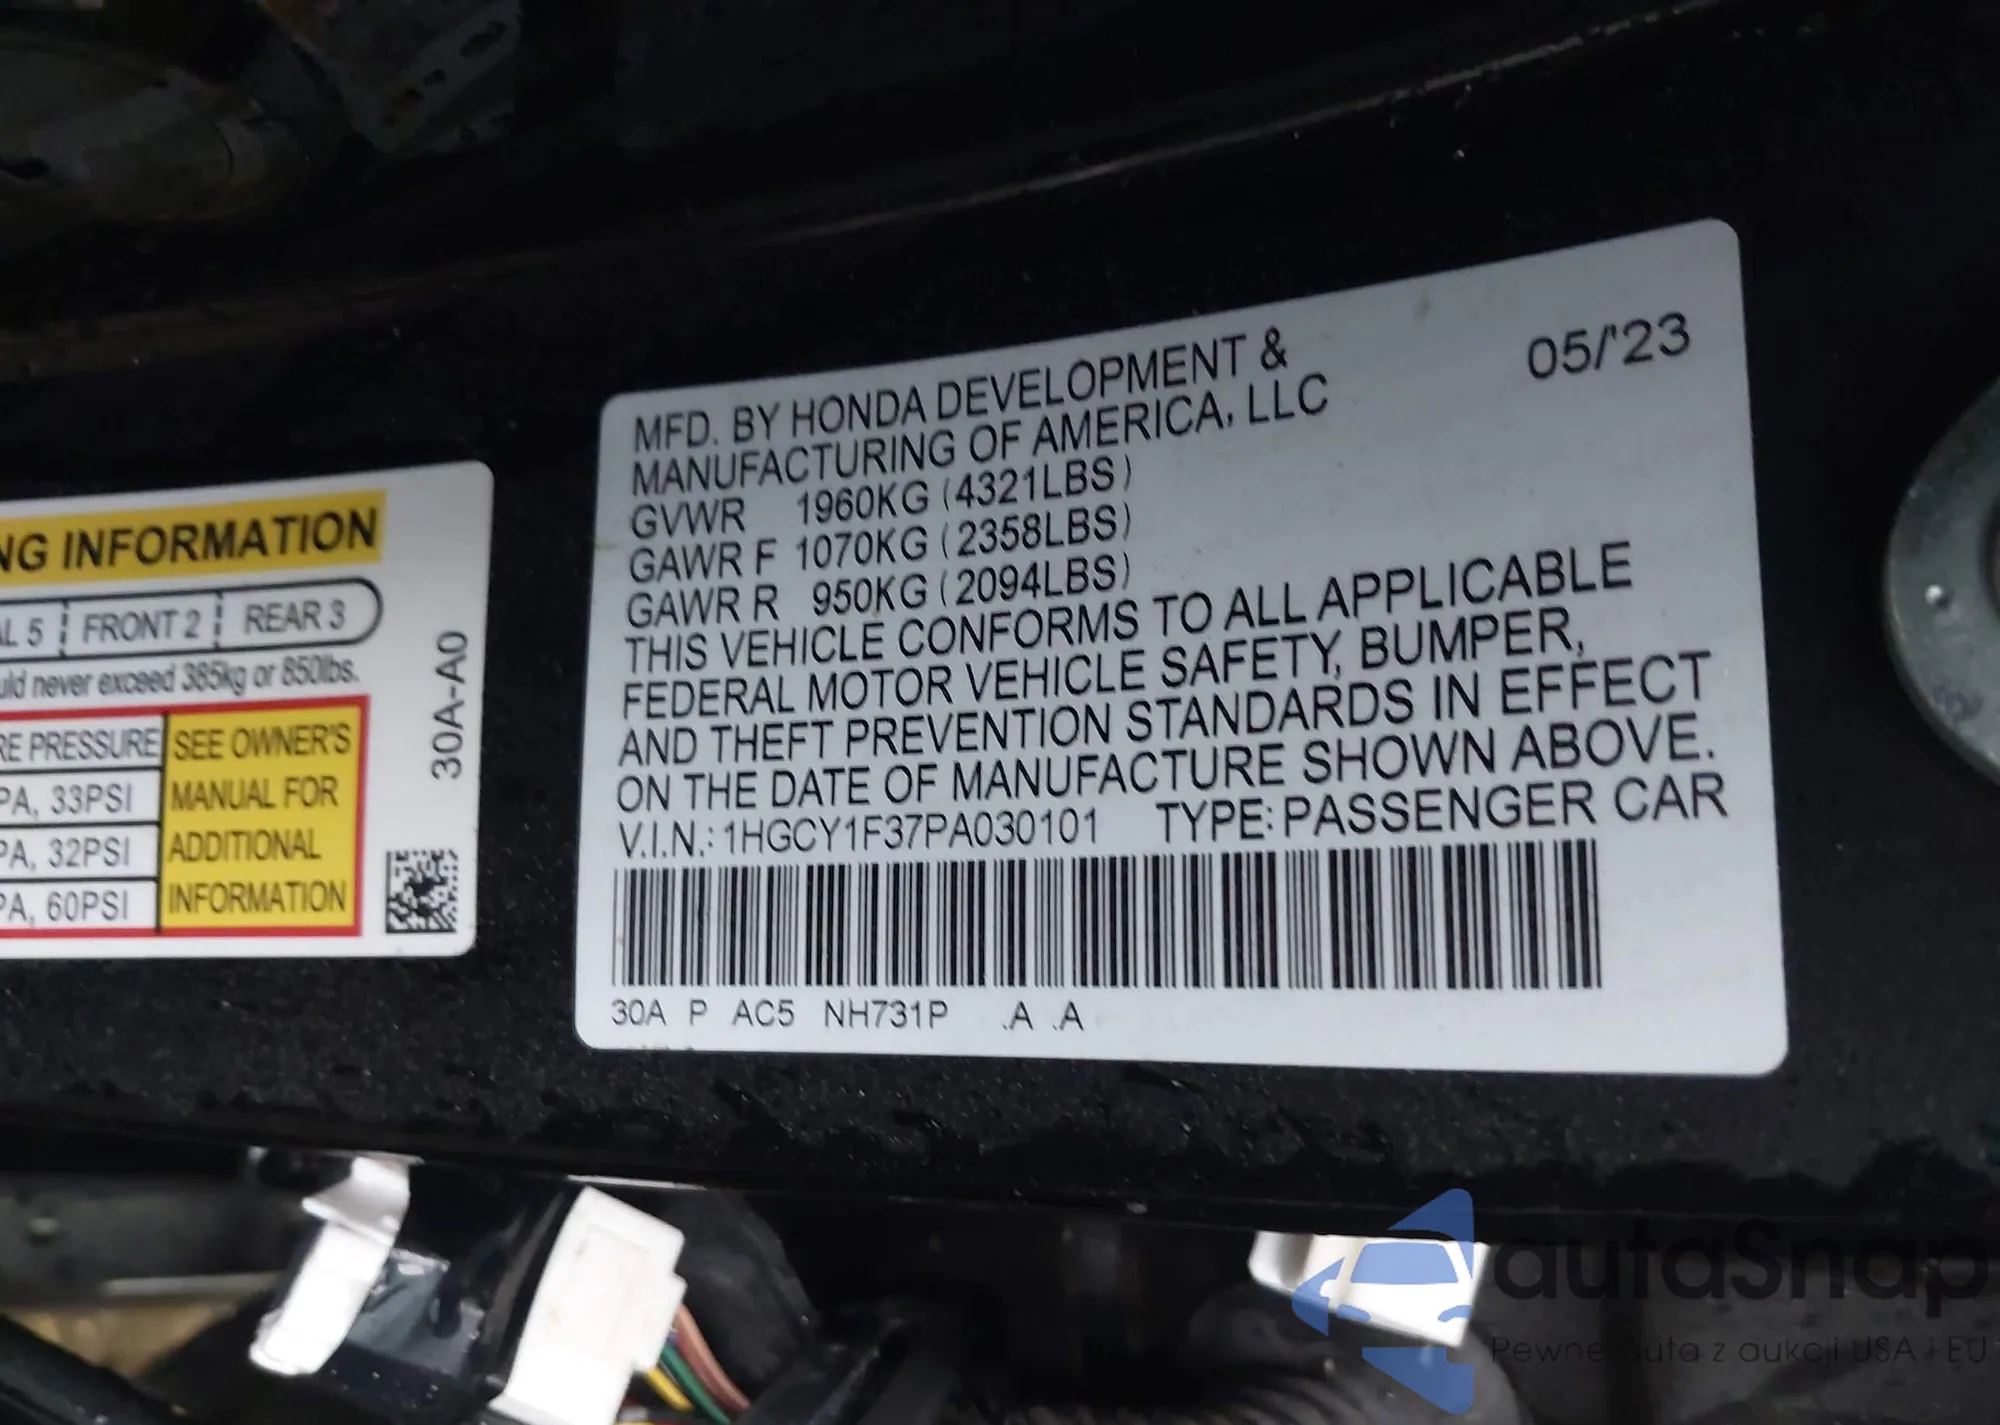 NG INFORMATION
AL 5 FRONT 2 REAR 3
uld never exceed 385kg or 850lbs.
RE PRESSURE
PA, 33PSI
PA, 32PSI
PA, 60PSI
SEE OWNER'S
MANUAL FOR
ADDITIONAL
INFORMATION
30A-A0
05/'23
MFD. BY HONDA DEVELOPMENT &
MANUFACTURING OF AMERICA, LLC
GVWR 1960KG (4321LBS)
GAWR F 1070KG (2358LBS)
GAWR R 950KG (2094LBS)
THIS VEHICLE CONFORMS TO ALL APPLICABLE
FEDERAL MOTOR VEHICLE SAFETY, BUMPER,
AND THEFT PREVENTION STANDARDS IN EFFECT
ON THE DATE OF MANUFACTURE SHOWN ABOVE.
V.I.N.: 1HGCY1F37PA030101 TYPE: PASSENGER CAR
30A P AC5 NH731P .A .A
autaSnap
Pewne auta z aukcji USA i EU